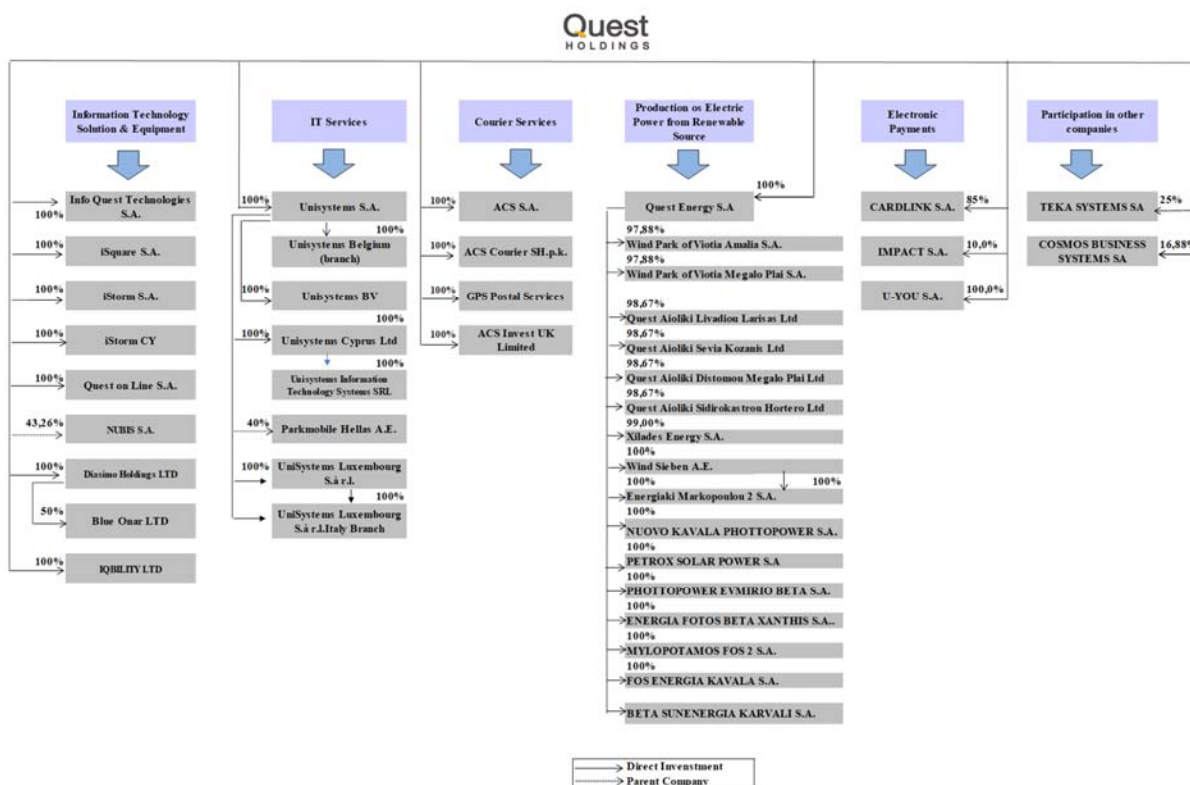 Quest
HOLDINGS
Information Technology
Solution & Equipment
100%
Info Quest Technologies
S.A.
100%
iSquare S.A.
100%
iStorm S.A.
100%
iStorm CY
100%
Quest on Line S.A.
43,26%
NUBIS S.A.
100%
Diasimo Holdings LTD
50%
Blue Onar LTD
100%
IQBILITY LTD
IT Services
100%
Unisystems S.A.
100%
Unisystems Belgium
(branch)
100%
Unisystems BV
100%
100%
Unisystems Cyprus Ltd
100%
Unisystems Information
Technology Systems SRL
40%
Parkmobile Hellas A.E.
100%
UniSystems Luxembourg
S.à r.l.
100%
UniSystems Luxembourg
S.à r.l.Italy Branch
Courier Services
100%
ACS S.A.
100%
ACS Courier SH.p.k.
100%
GPS Postal Services
100%
ACS Invest UK
Limited
Production os Electric
Power from Renewable
Source
100%
Quest Energy S.A
97,88%
Wind Park of Viotia Amalia S.A.
97,88%
Wind Park of Viotia Megalo Plai S.A.
98,67%
Quest Aioliki Livadiou Larisas Ltd
98,67%
Quest Aioliki Sevia Kozanis Ltd
98,67%
Quest Aioliki Distomou Megalo Plai Ltd
98,67%
Quest Aioliki Sidirokastrou Hortero Ltd
99,00%
Xilades Energy S.A.
100%
Wind Sieben A.E.
100%
100%
Energiaki Markopoulou 2 S.A.
100%
NUOVO KAVALA PHOTTOPOWER S.A.
100%
PETROX SOLAR POWER S.A
100%
PHOTTOPOWER EVMIRIO BETA S.A.
100%
ENERGIA FOTOS BETA XANTHIS S.A..
100%
MYLOPOTAMOS FOS 2 S.A.
100%
FOS ENERGIA KAVALA S.A.
BETA SUNENERGIA KARVALI S.A.
Electronic
Payments
CARDLINK S.A.
85%
IMPACT S.A.
10,0%
U-YOU S.A.
100,0%
Participation in other
companies
TEKA SYSTEMS SA
25%
COSMOS BUSINESS
SYSTEMS SA
16,88%
Direct Invenstment
Parent Company